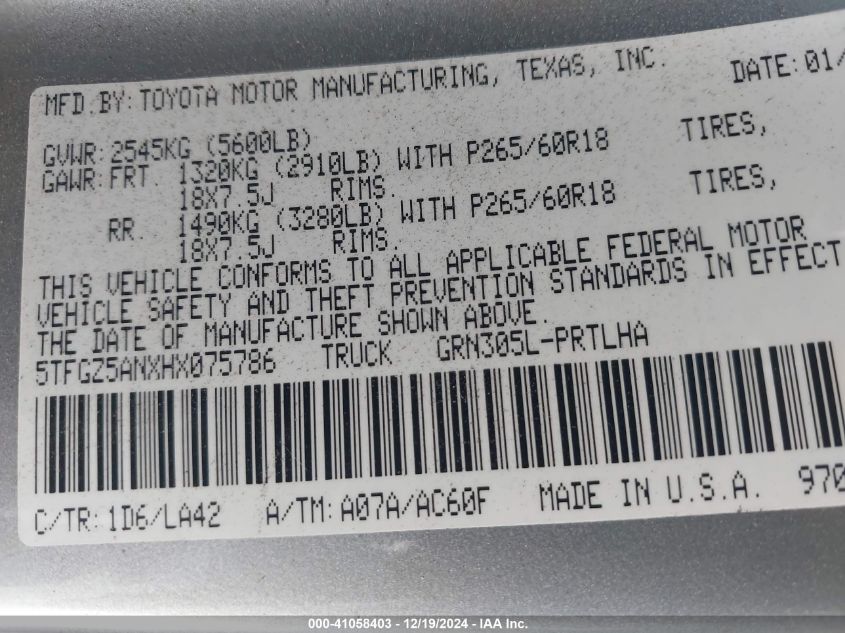 MFD.BY: TOYOTA MOTOR MANUFACTURING, TEXAS, INC. DATE: 01/
GVWR: 2545KG (5600LB)
GAWR: FRT. 1320KG (2910LB) WITH P265/60R18 TIRES,
18X7.5J RIMS.
RR. 1490KG (3280LB) WITH P265/60R18 TIRES,
18X7.5J RIMS.
THIS VEHICLE CONFORMS TO ALL APPLICABLE FEDERAL MOTOR
VEHICLE SAFETY AND THEFT PREVENTION STANDARDS IN EFFECT
THE DATE OF MANUFACTURE SHOWN ABOVE.
5TFGZ5ANXHX075786 TRUCK GRN305L-PRTLHA
C/TR: 1D6/LA42 A/TM: A07A/AC60F MADE IN U.S.A. 970
000-41058403 - 12/19/2024 - IAA Inc.